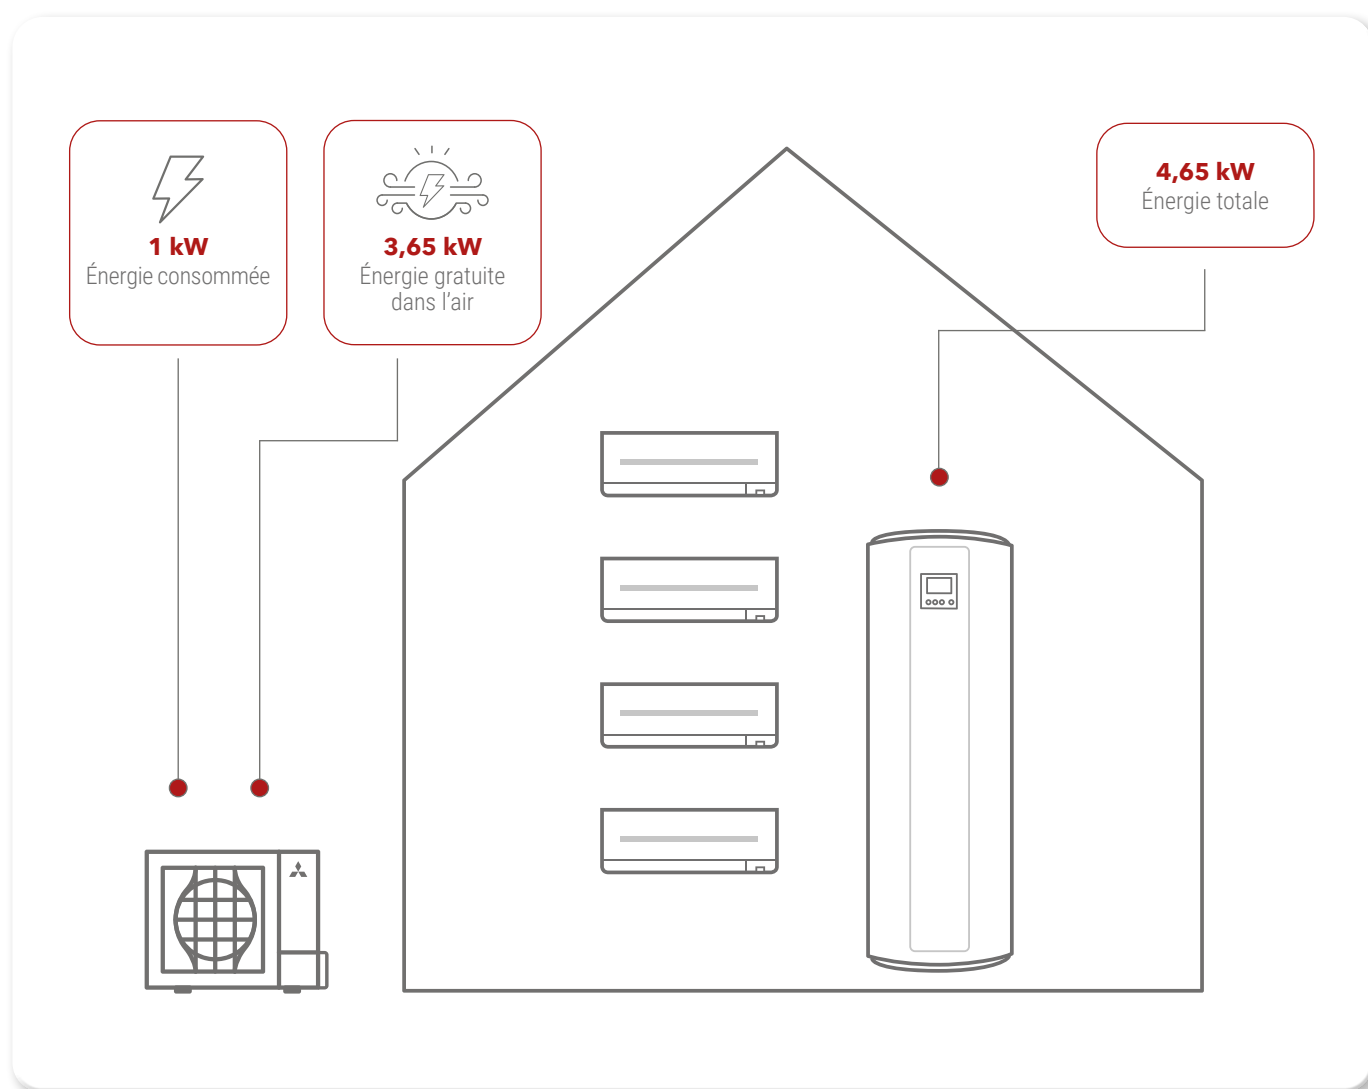 1 kW
Énergie consommée
3,65 kW
Énergie gratuite
dans l'air
4,65 kW
Énergie totale